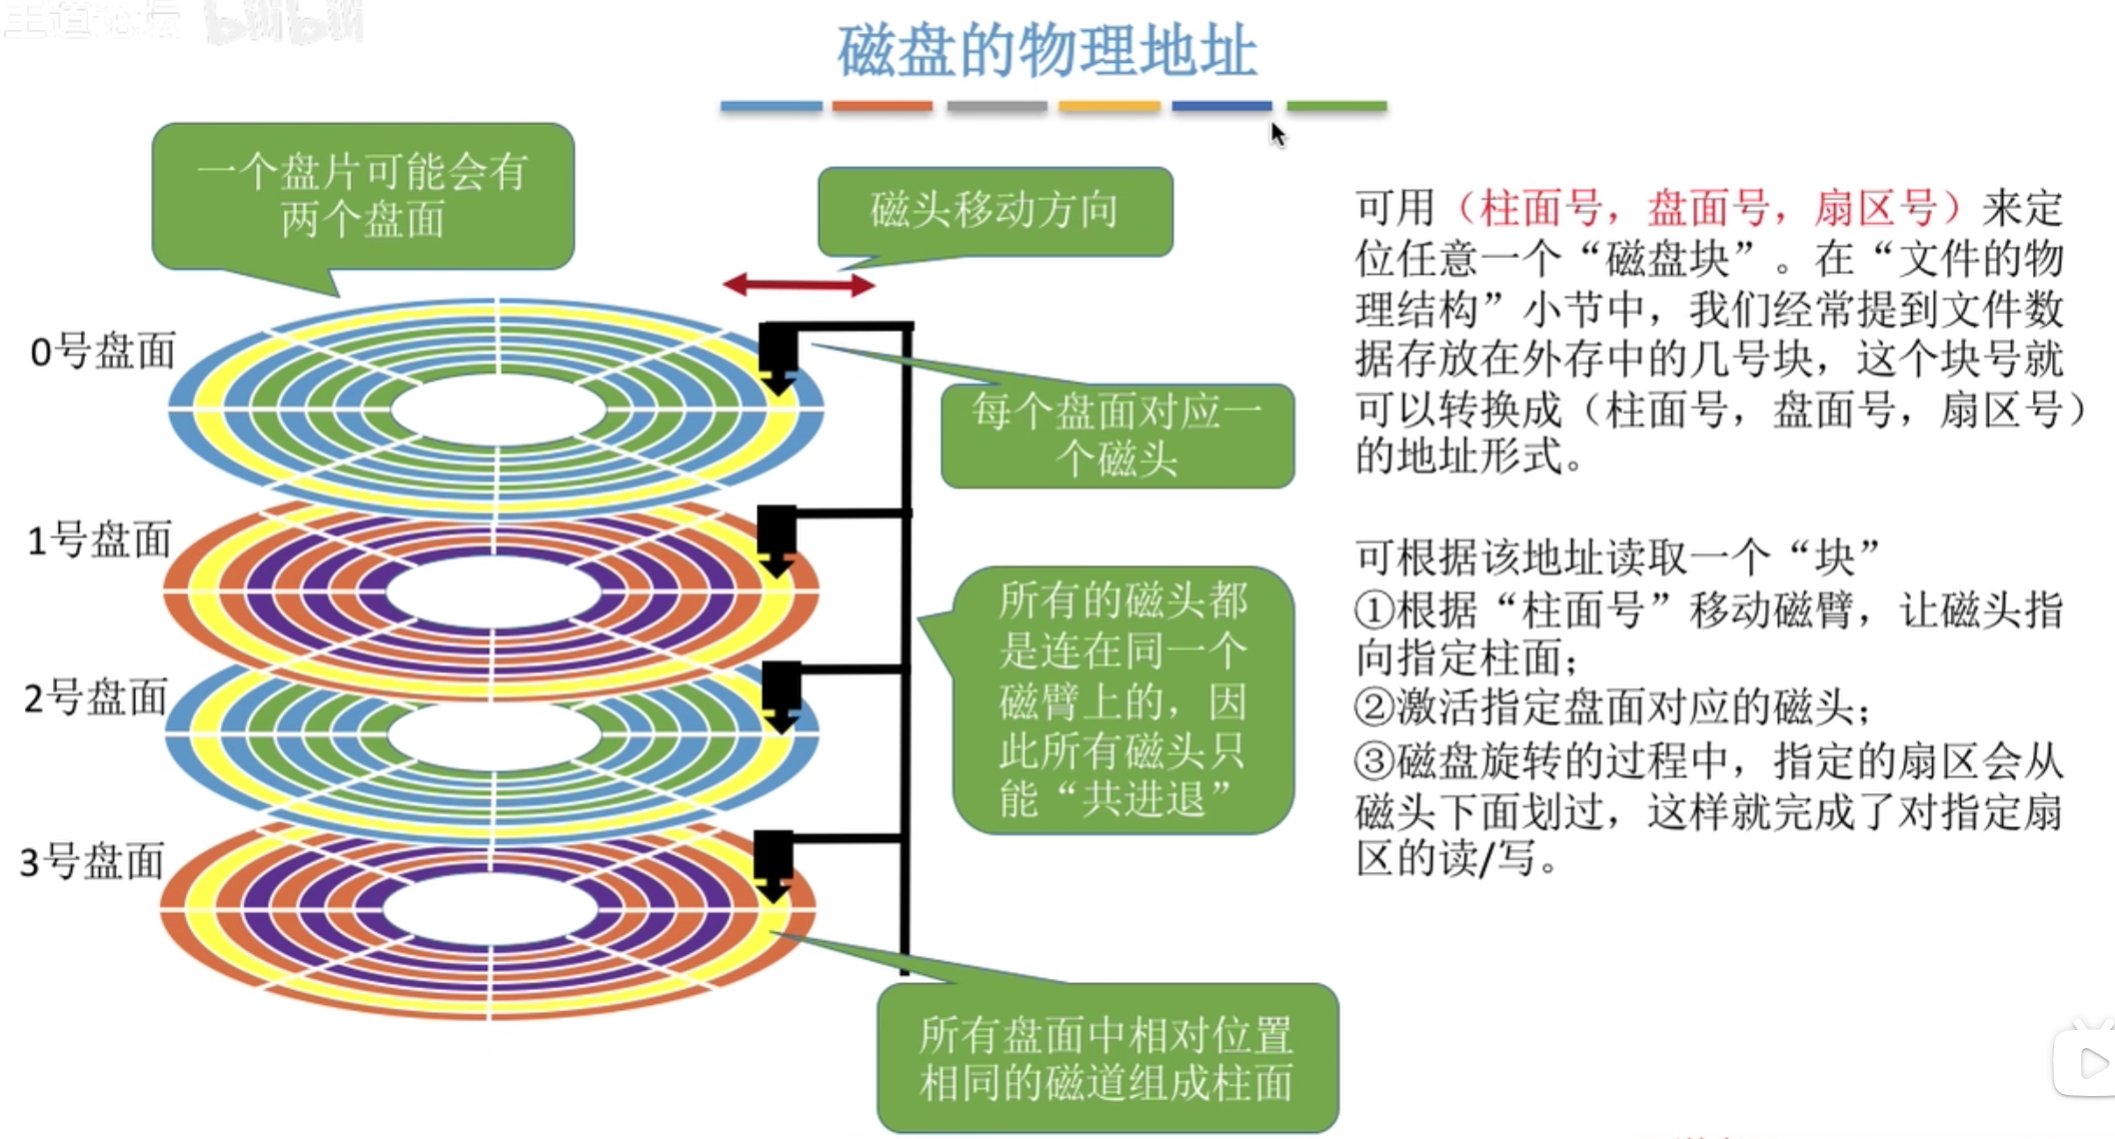 王道论坛 bilibili
磁盘的物理地址
一个盘片可能会有
两个盘面
磁头移动方向
0号盘面
每个盘面对应一
个磁头
1号盘面
所有的磁头都
是连在同一个
磁臂上的，因
此所有磁头只
能“共进退”
2号盘面
3号盘面
所有盘面中相对位置
相同的磁道组成柱面
可用（柱面号，盘面号，扇区号）来定
位任意一个“磁盘块”。在“文件的物
理结构”小节中，我们经常提到文件数
据存放在外存中的几号块，这个块号就
可以转换成（柱面号，盘面号，扇区号）
的地址形式。
可根据该地址读取一个“块”
①根据“柱面号”移动磁臂，让磁头指
向指定柱面；
②激活指定盘面对应的磁头；
③磁盘旋转的过程中，指定的扇区会从
磁头下面划过，这样就完成了对指定扇
区的读/写。